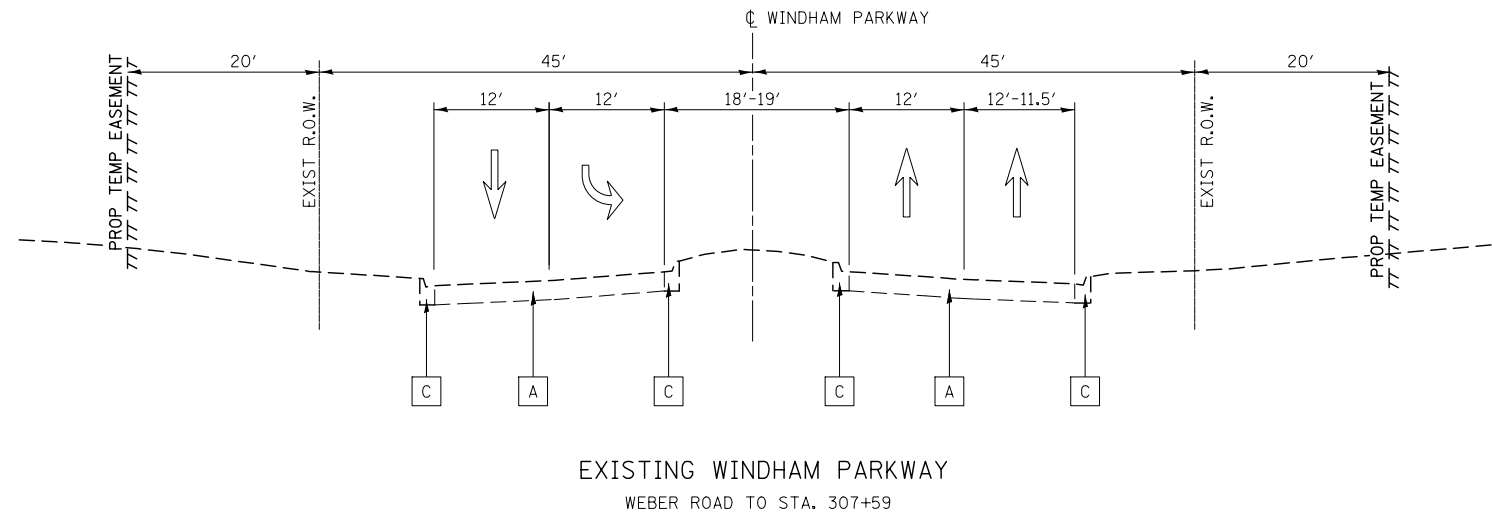 ℄ WINDHAM PARKWAY
20' 45' 45' 20'
12' 12' 18'-19' 12' 12'-11.5'
PROP TEMP EASEMENT
EXIST R.O.W.
EXIST R.O.W.
PROP TEMP EASEMENT
C A C C A C
EXISTING WINDHAM PARKWAY
WEBER ROAD TO STA. 307+59